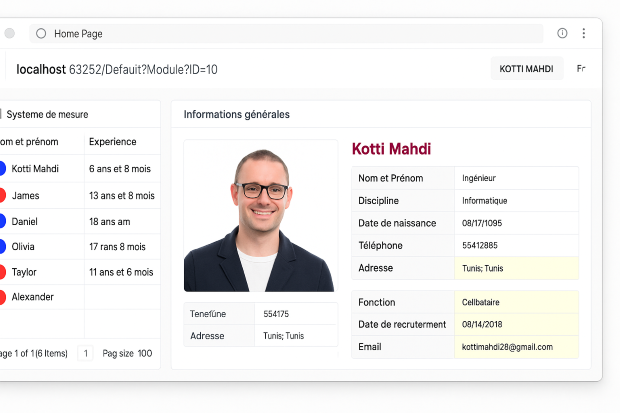 Home Page
localhost 63252/Defauit?Module?ID=10
KOTTI MAHDI
Fr
Systeme de mesure
om et prénom Experience
Kotti Mahdi 6 ans et 8 mois
James 13 ans et 8 mois
Daniel 18 ans am
Olivia 17 rans 8 mois
Taylor 11 ans et 6 mois
Alexander
age 1 of 1(6 Items) 1 Pag size 100
Informations générales
Kotti Mahdi
Nom et Prénom Ingénieur
Discipline Informatique
Date de naissance 08/17/1095
Téléphone 55412885
Adresse Tunis; Tunis
Teneſüne 554175
Adresse Tunis; Tunis
Fonction Cellbataire
Date de recruterment 08/14/2018
Email kottimahdi28@gmail.com